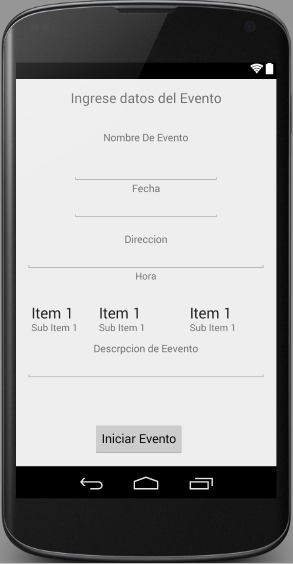 Ingrese datos del Evento
Nombre De Evento
Fecha
Direccion
Hora
Item 1 Item 1 Item 1
Sub Item 1 Sub Item 1 Sub Item 1
Descrpcion de Eevento
Iniciar Evento